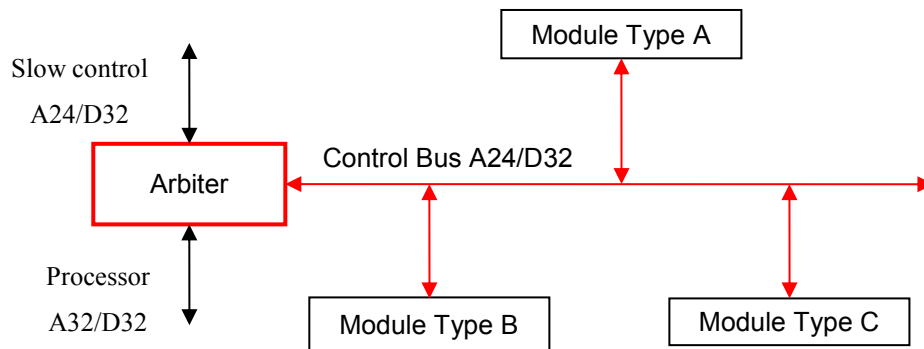 Module Type A
Slow control
A24/D32
Control Bus A24/D32
Arbiter
Processor
A32/D32
Module Type B
Module Type C